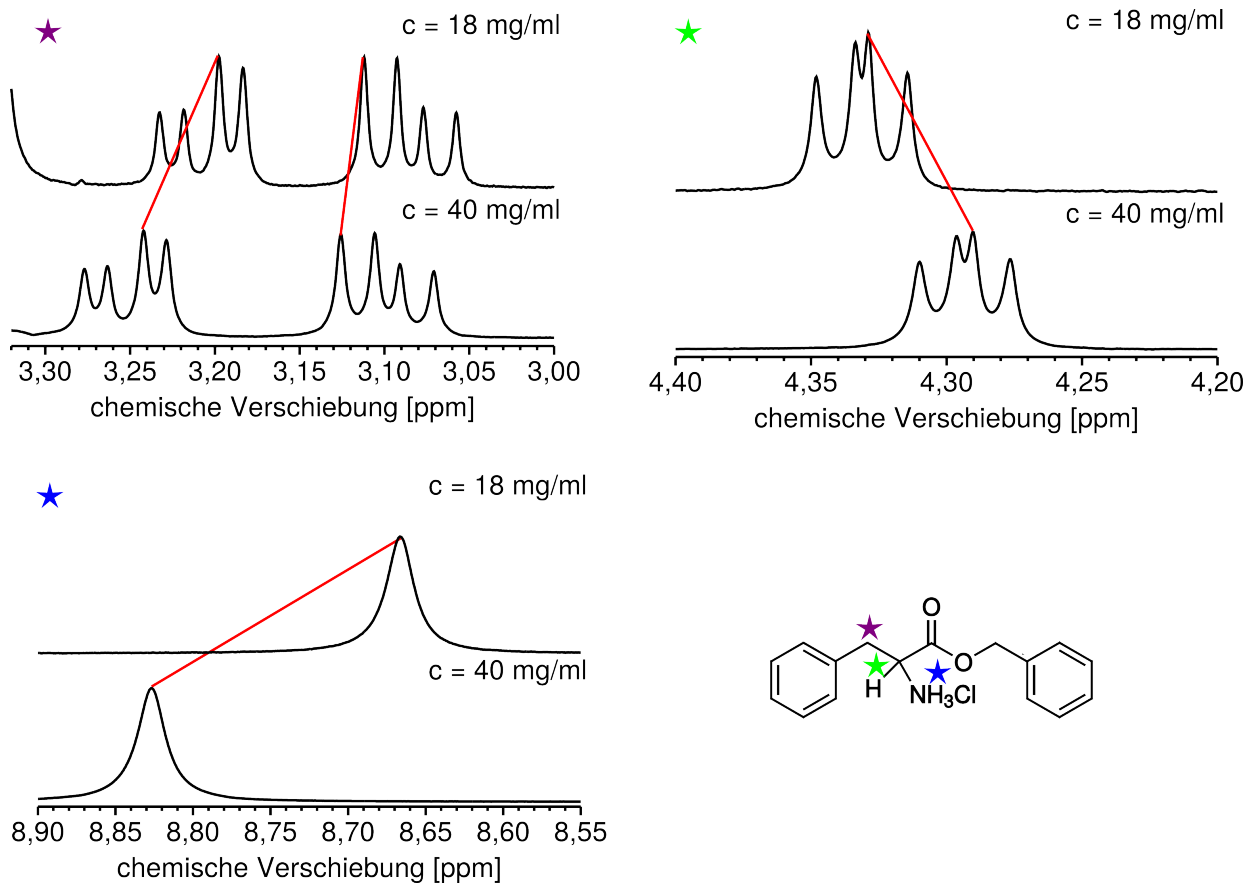 c = 18 mg/ml
c = 40 mg/ml
3,30 3,25 3,20 3,15 3,10 3,05 3,00
chemische Verschiebung [ppm]
c = 18 mg/ml
c = 40 mg/ml
4,40 4,35 4,30 4,25 4,20
chemische Verschiebung [ppm]
c = 18 mg/ml
c = 40 mg/ml
8,90 8,85 8,80 8,75 8,70 8,65 8,60 8,55
chemische Verschiebung [ppm]
O
O
H
NH₃Cl